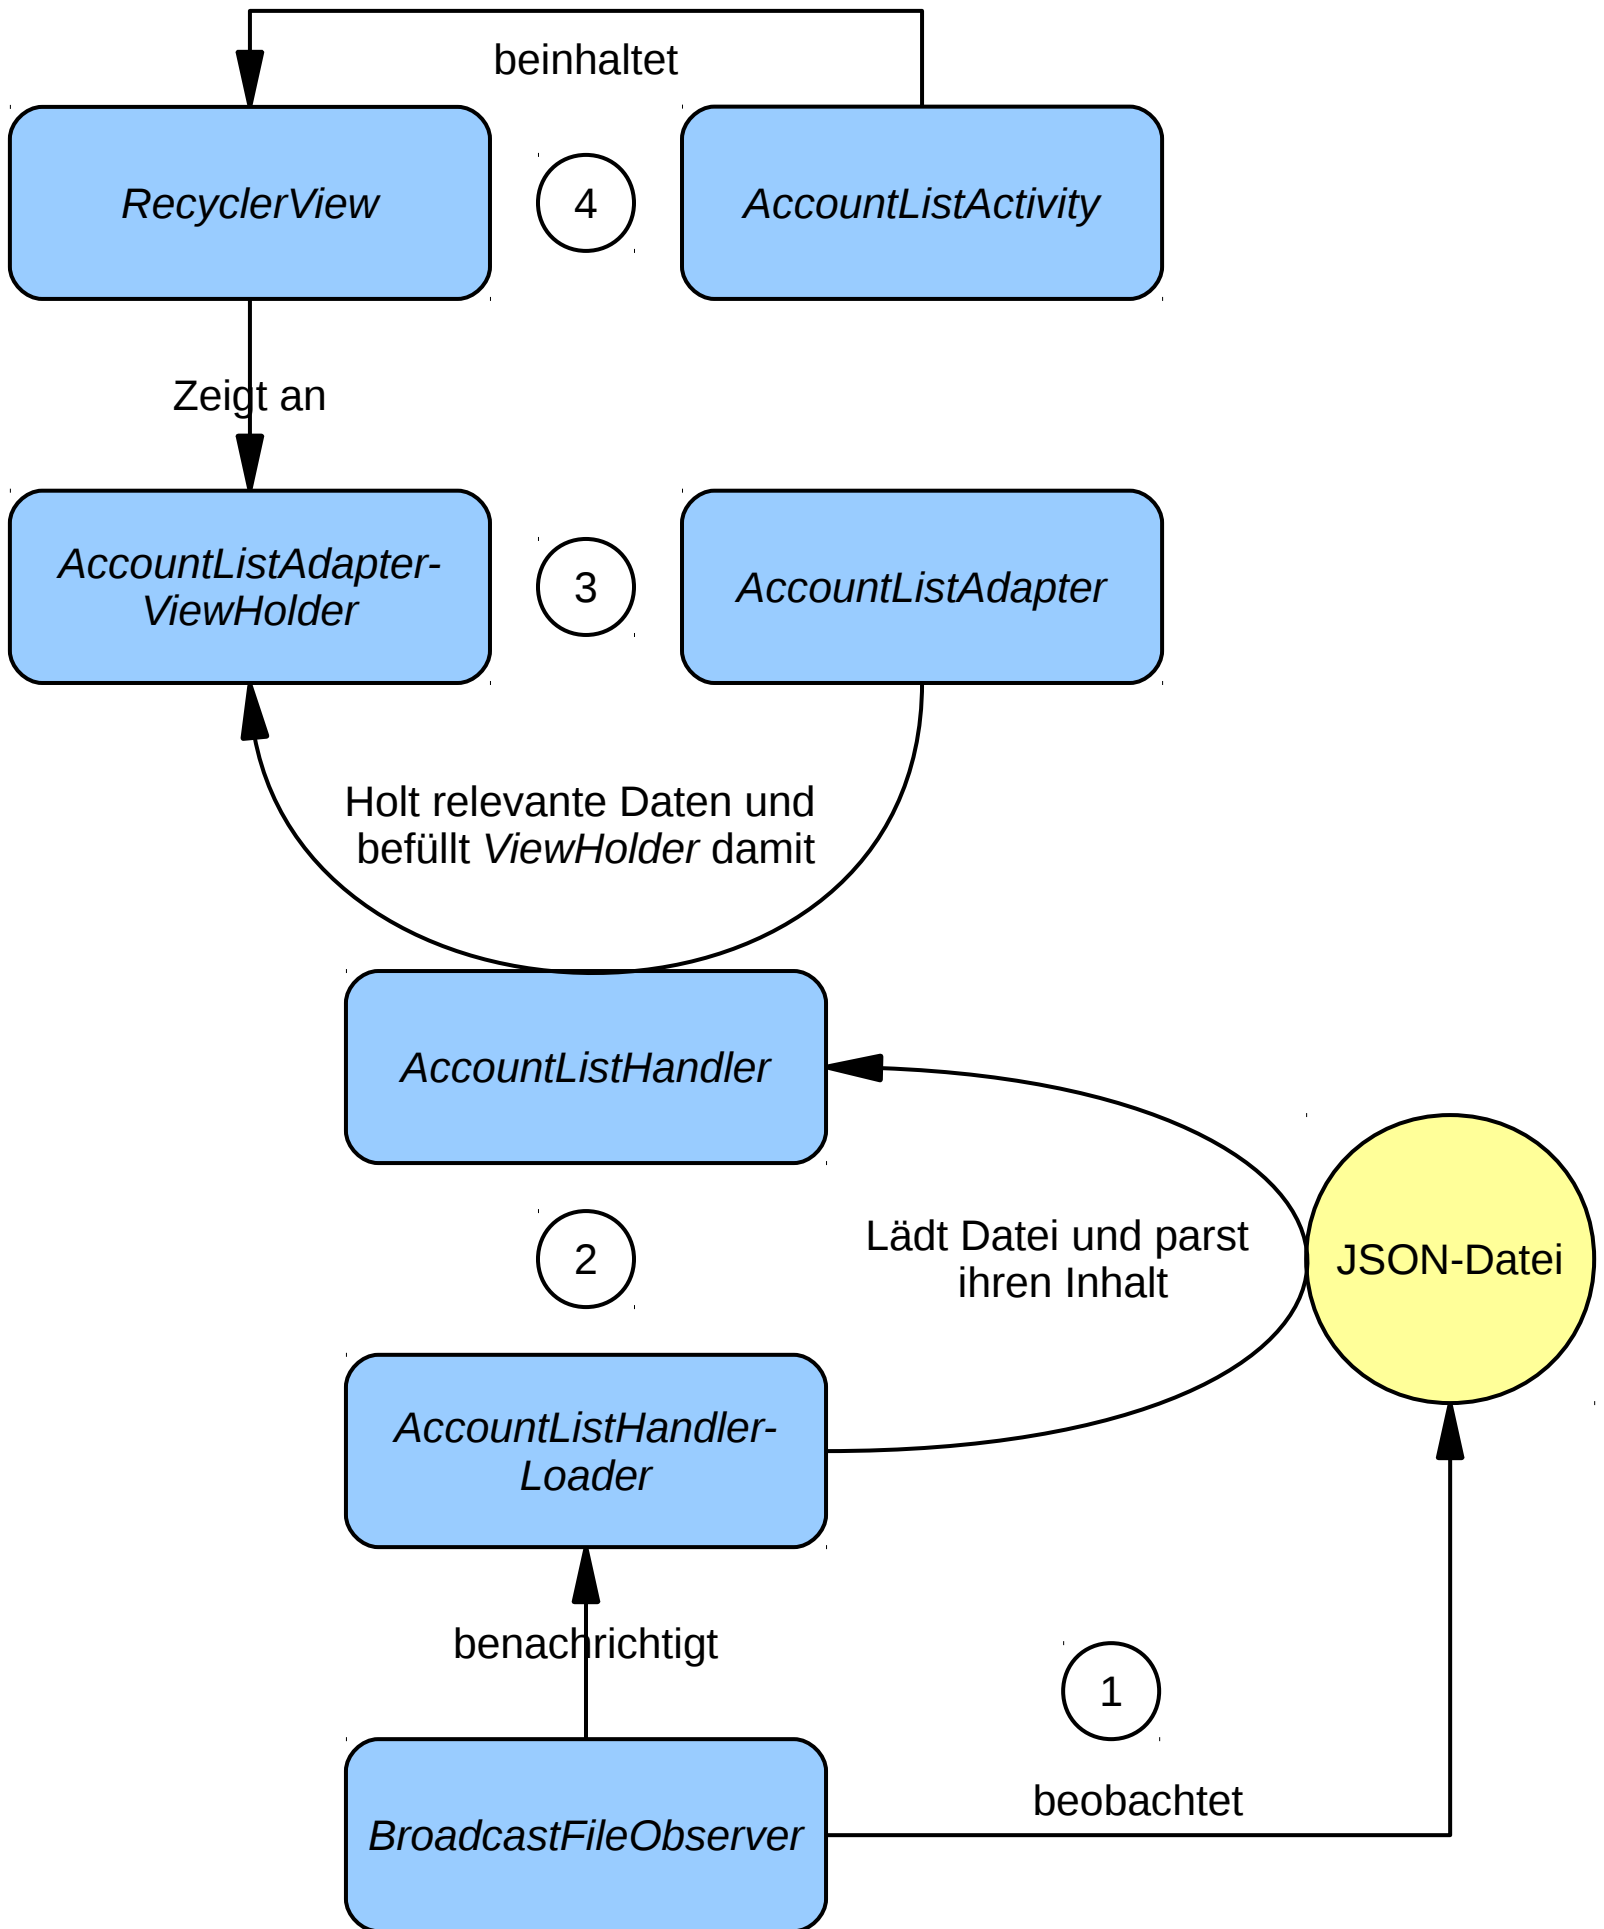 beinhaltet
RecyclerView
4
AccountListActivity
Zeigt an
AccountListAdapter-
ViewHolder
3
AccountListAdapter
Holt relevante Daten und
befüllt ViewHolder damit
AccountListHandler
2
Lädt Datei und parst
ihren Inhalt
JSON-Datei
AccountListHandler-
Loader
benachrichtigt
1
beobachtet
BroadcastFileObserver